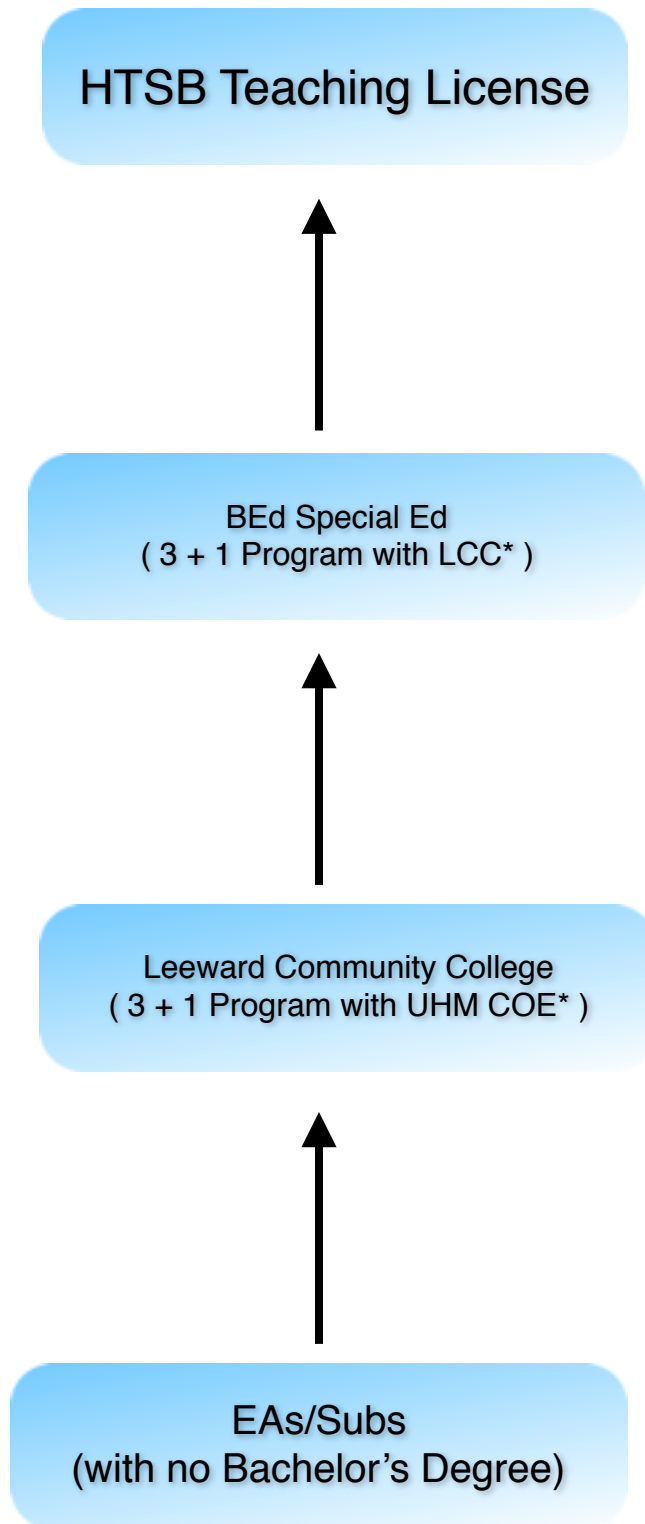 HTSB Teaching License
BEd Special Ed
( 3 + 1 Program with LCC* )
Leeward Community College
( 3 + 1 Program with UHM COE* )
EAs/Subs
(with no Bachelor’s Degree)